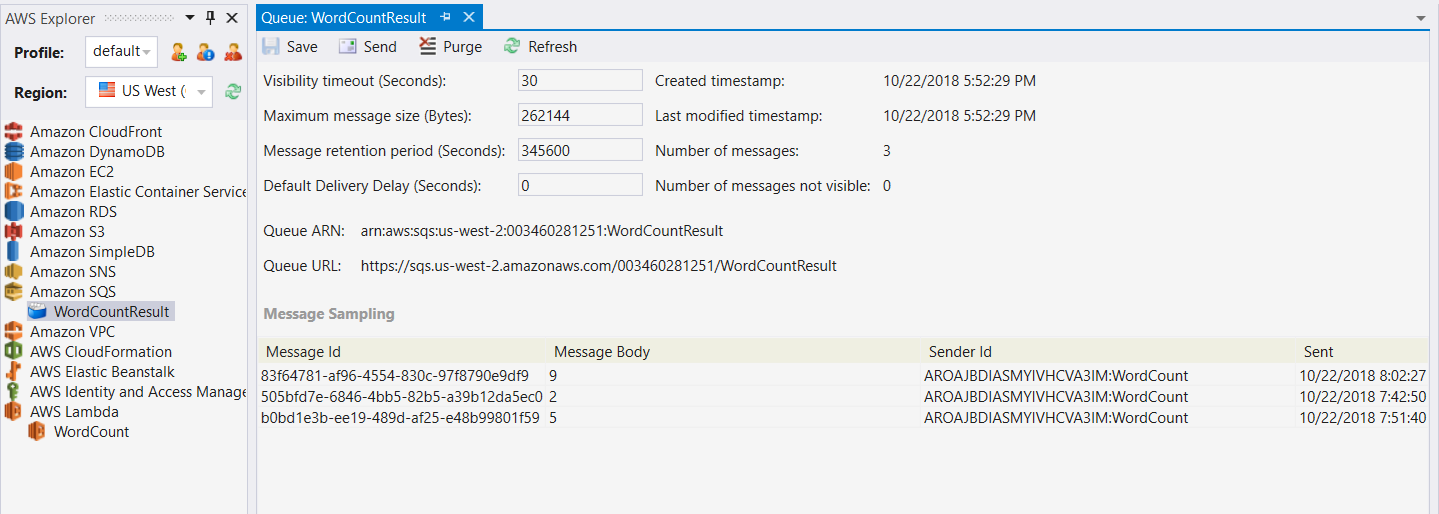 AWS Explorer
Profile: default
Region: US West (
Amazon CloudFront
Amazon DynamoDB
Amazon EC2
Amazon Elastic Container Service
Amazon RDS
Amazon S3
Amazon SimpleDB
Amazon SNS
Amazon SQS
WordCountResult
Amazon VPC
AWS CloudFormation
AWS Elastic Beanstalk
AWS Identity and Access Manage
AWS Lambda
WordCount
Queue: WordCountResult
Save Send Purge Refresh
Visibility timeout (Seconds): 30 Created timestamp: 10/22/2018 5:52:29 PM
Maximum message size (Bytes): 262144 Last modified timestamp: 10/22/2018 5:52:29 PM
Message retention period (Seconds): 345600 Number of messages: 3
Default Delivery Delay (Seconds): 0 Number of messages not visible: 0
Queue ARN: arn:aws:sqs:us-west-2:003460281251:WordCountResult
Queue URL: https://sqs.us-west-2.amazonaws.com/003460281251/WordCountResult
Message Sampling
Message Id Message Body Sender Id Sent
83f64781-af96-4554-830c-97f8790e9df9 9 AROAJBDIASMYIVHCVA3IM:WordCount 10/22/2018 8:02:27
505bfd7e-6846-4bb5-82b5-a39b12da5ec0 2 AROAJBDIASMYIVHCVA3IM:WordCount 10/22/2018 7:42:50
b0bd1e3b-ee19-489d-af25-e48b99801f59 5 AROAJBDIASMYIVHCVA3IM:WordCount 10/22/2018 7:51:40